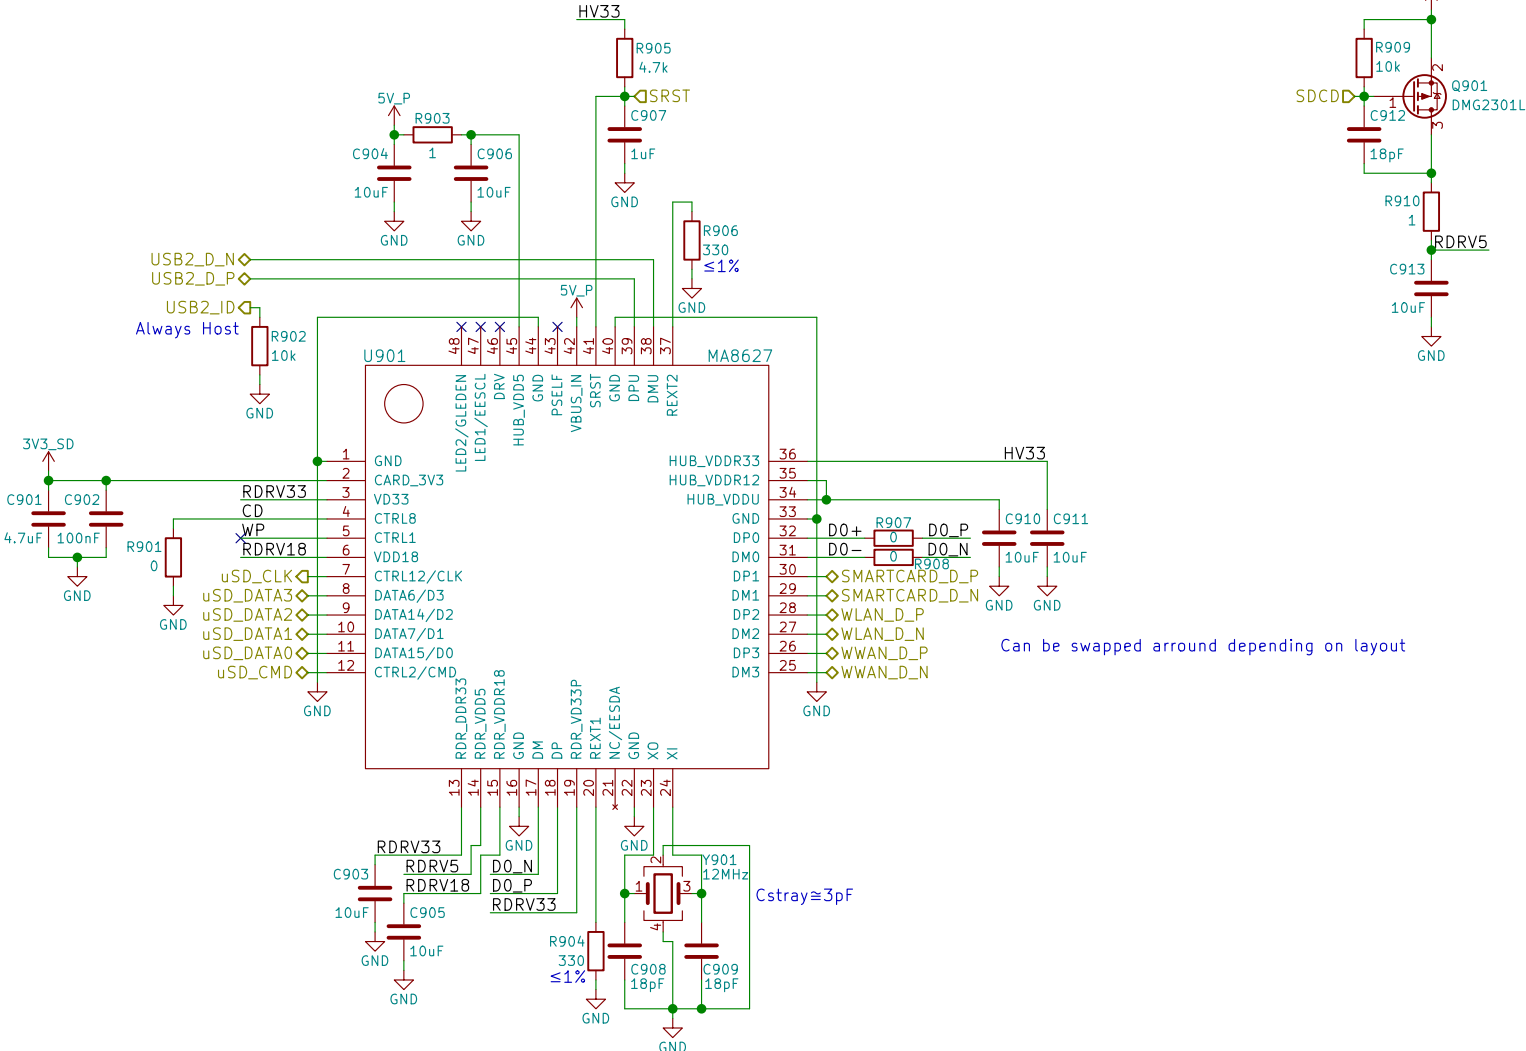 HV33
R905
4.7k
SRST
C907
1uF
GND
5V_P
R903
1
C904
10uF
GND
C906
10uF
GND
R909
10k
SDCD
C912
18pF
1
2
3
Q901
DMG2301L
R910
1
RDRV5
C913
10uF
GND
R906
330
≤1%
GND
USB2_D_N
USB2_D_P
USB2_ID
Always Host
R902
10k
GND
5V_P
U901
MA8627
48
47
46
45
44
43
42
41
40
39
38
37
LED2/GLEDEN
LED1/EESCL
DRV
HUB_VDD5
GND
PSELF
VBUS_IN
SRST
GND
DPU
DMU
REXT2
3V3_SD
C901
4.7uF
C902
100nF
GND
R901
0
GND
RDRV33
CD
WP
RDRV18
uSD_CLK
uSD_DATA3
uSD_DATA2
uSD_DATA1
uSD_DATA0
uSD_CMD
GND
1 GND
2 CARD_3V3
3 VD33
4 CTRL8
5 CTRL1
6 VDD18
7 CTRL12/CLK
8 DATA6/D3
9 DATA14/D2
10 DATA7/D1
11 DATA15/D0
12 CTRL2/CMD
HUB_VDDR33 36
HUB_VDDR12 35
HUB_VDDU 34
GND 33
DP0 32
DM0 31
DP1 30
DM1 29
DP2 28
DM2 27
DP3 26
DM3 25
HV33
D0+
R907
0
D0_P
D0-
0
R908
D0_N
SMARTCARD_D_P
SMARTCARD_D_N
WLAN_D_P
WLAN_D_N
WWAN_D_P
WWAN_D_N
GND
C910
10uF
GND
C911
10uF
GND
Can be swapped arround depending on layout
RDR_DDR33
RDR_VDD5
RDR_VDDR18
GND
DM
DP
RDR_VD33P
REXT1
NC/EESDA
GND
XO
XI
13
14
15
16
17
18
19
20
21
22
23
24
GND
GND
RDRV33
RDRV5
RDRV18
D0_N
D0_P
RDRV33
C903
10uF
GND
C905
10uF
GND
R904
330
≤1%
GND
Y901
12MHz
1
2
3
4
Cstray≅3pF
C908
18pF
C909
18pF
GND